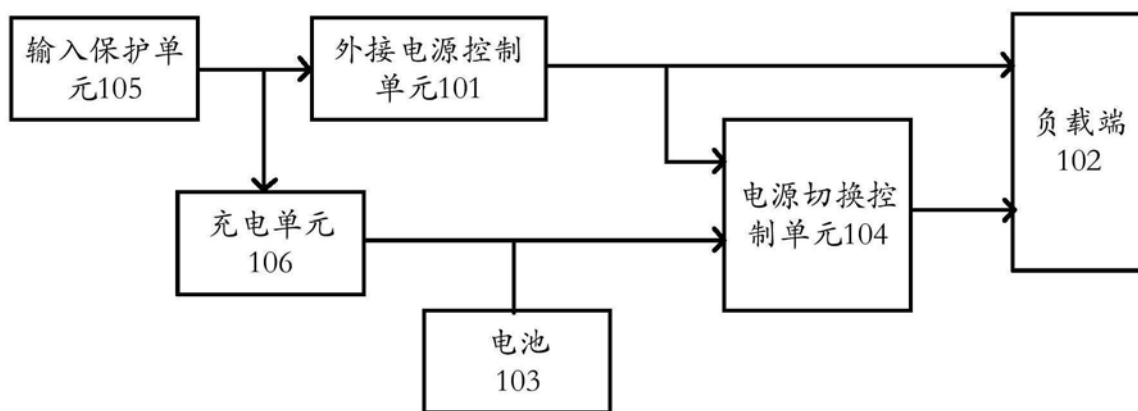 输入保护单
元105
外接电源控制
单元101
负载端
102
充电单元
106
电源切换控
制单元104
电池
103